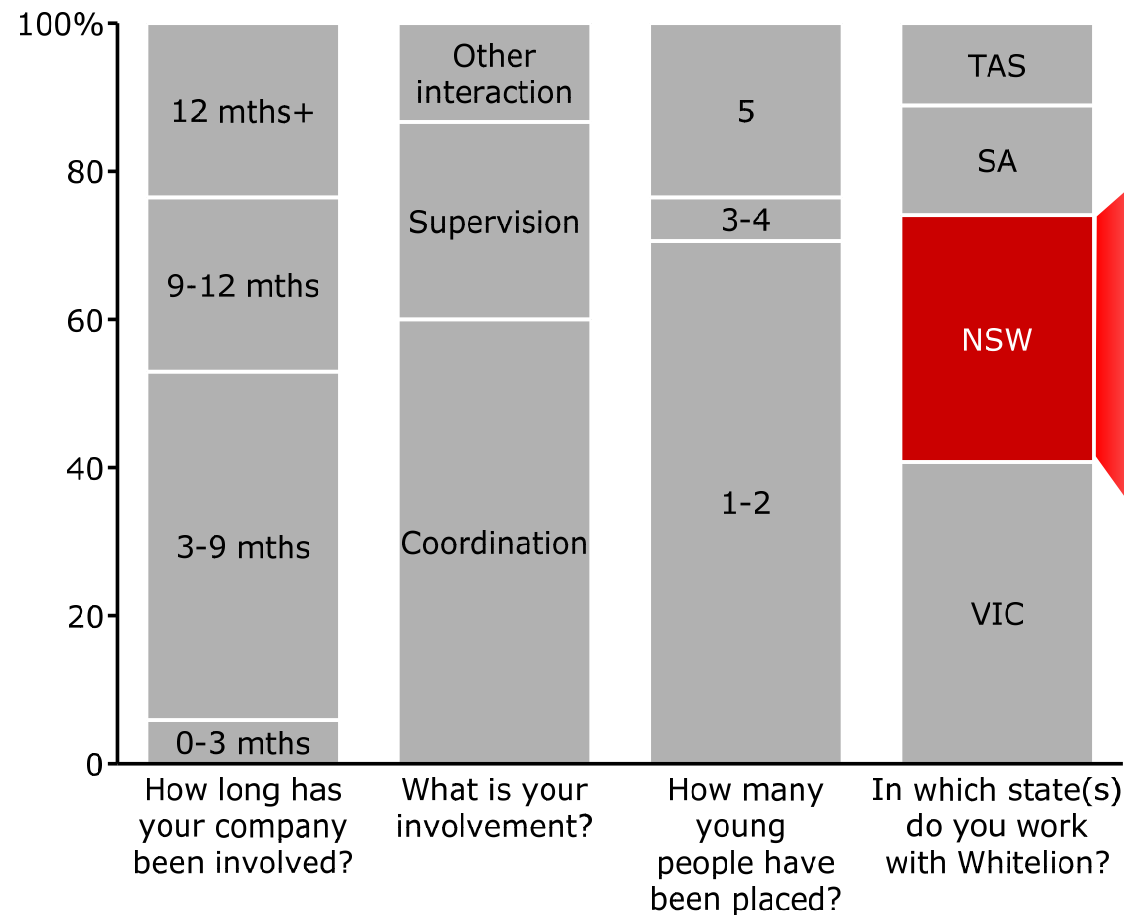 100%
80
60
40
20
0
12 mths+
9-12 mths
3-9 mths
0-3 mths
Other
interaction
Supervision
Coordination
5
3-4
1-2
TAS
SA
NSW
VIC
How long has
your company
been involved?
What is your
involvement?
How many
young
people have
been placed?
In which state(s)
do you work
with Whitelion?